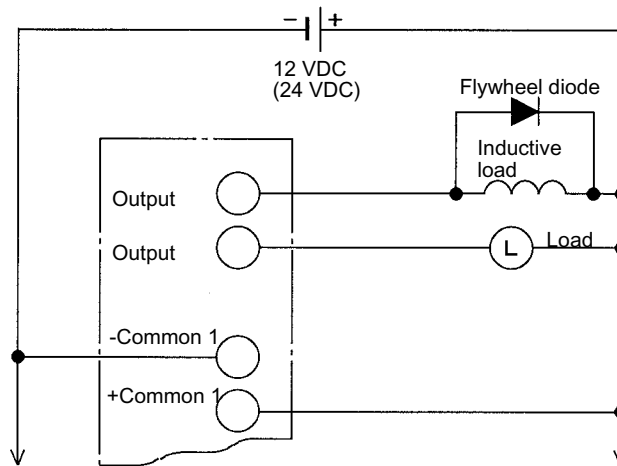 − +
12 VDC
(24 VDC)
Flywheel diode
Inductive
load
Output
Output
L
Load
-Common 1
+Common 1